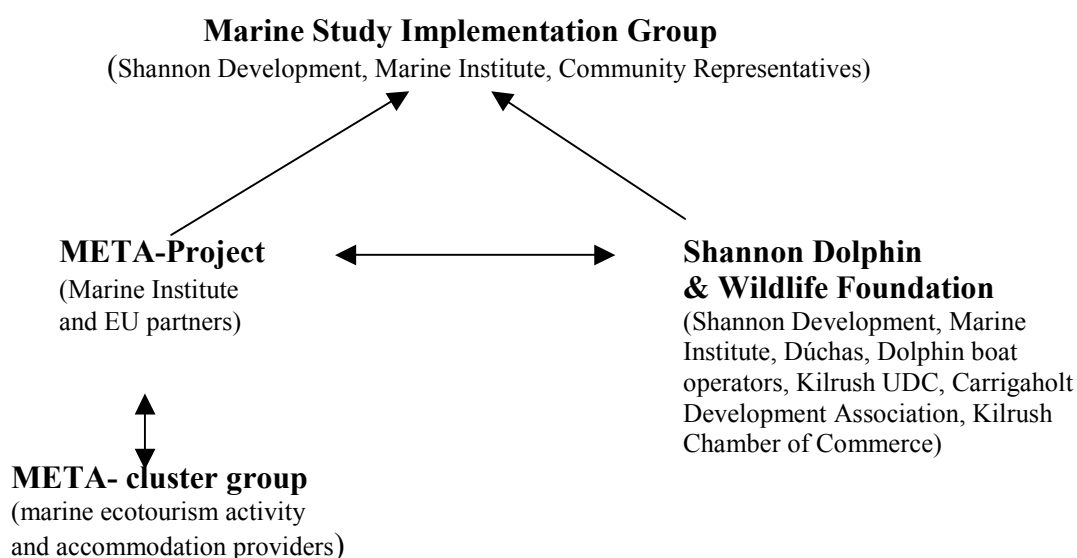 Marine Study Implementation Group
(Shannon Development, Marine Institute, Community Representatives)
META-Project
(Marine Institute
and EU partners)
Shannon Dolphin
& Wildlife Foundation
(Shannon Development, Marine
Institute, Dúchas, Dolphin boat
operators, Kilrush UDC, Carrigaholt
Development Association, Kilrush
Chamber of Commerce)
META- cluster group
(marine ecotourism activity
and accommodation providers)